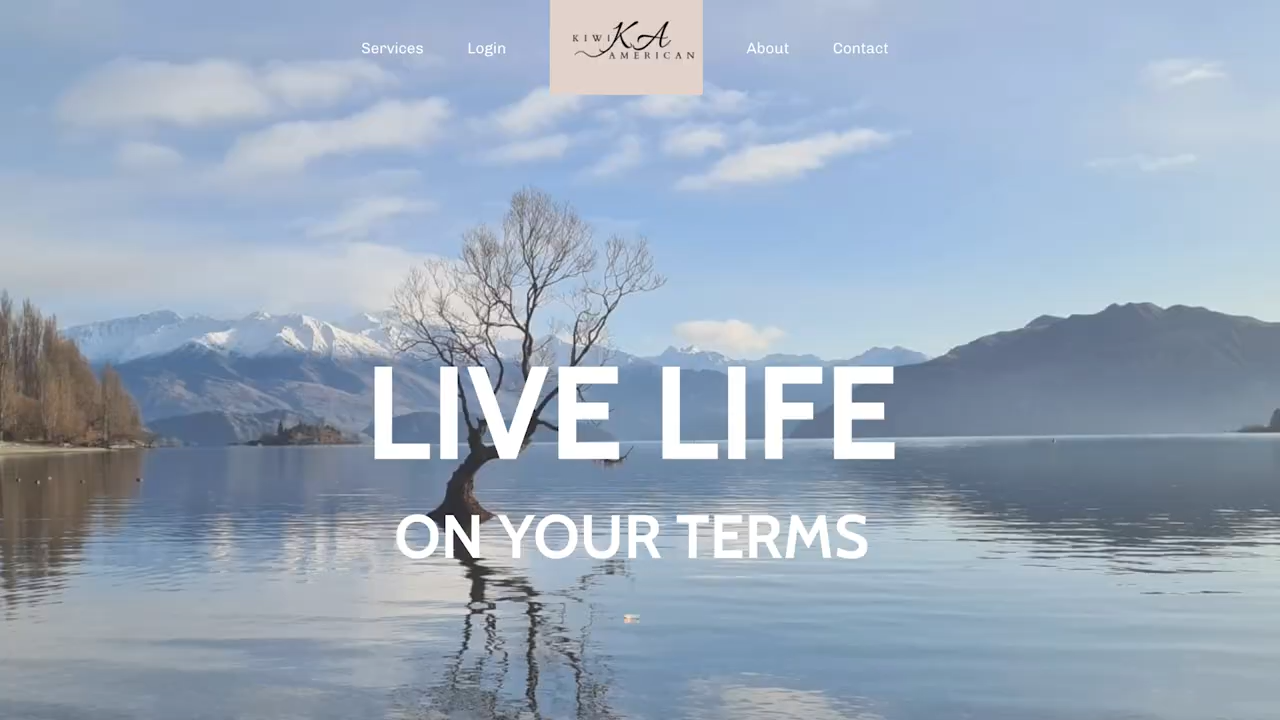 Services
Login
KIWI KA
AMERICAN
About
Contact
LIVE LIFE
ON YOUR TERMS